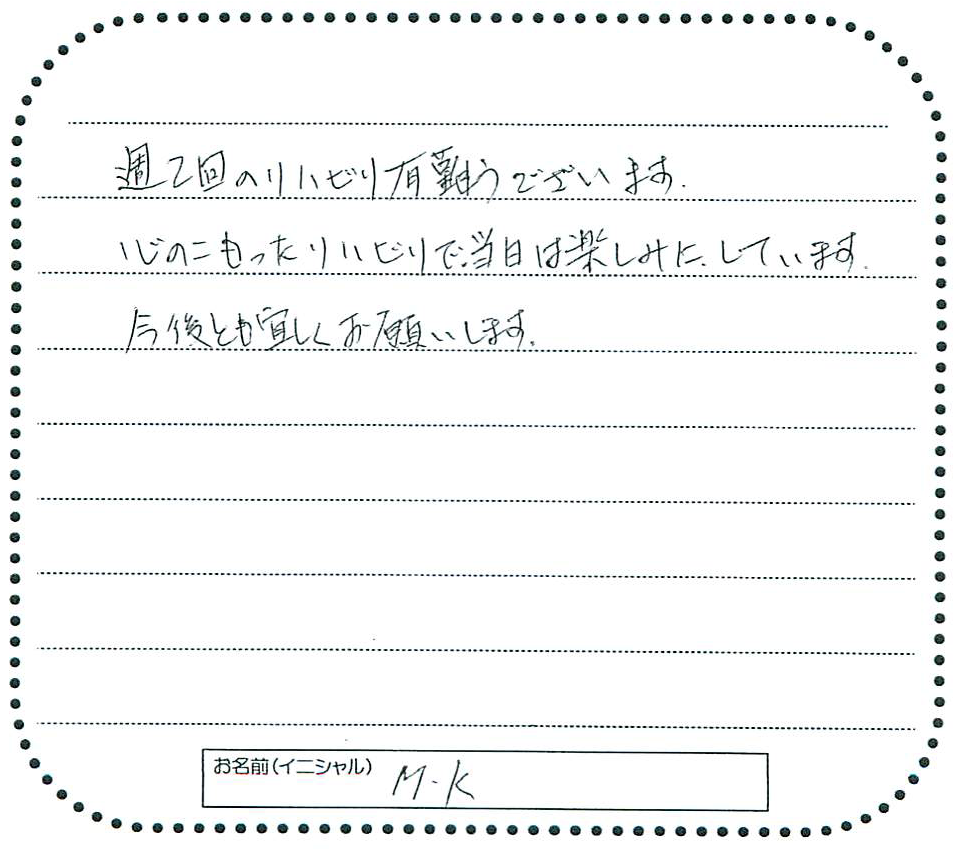 週2回のリハビリ有難うございます.
心のこもったリハビリで当日は楽しみに、しています.
今後とも宜しくお願いします.
お名前(イニシャル) M-K